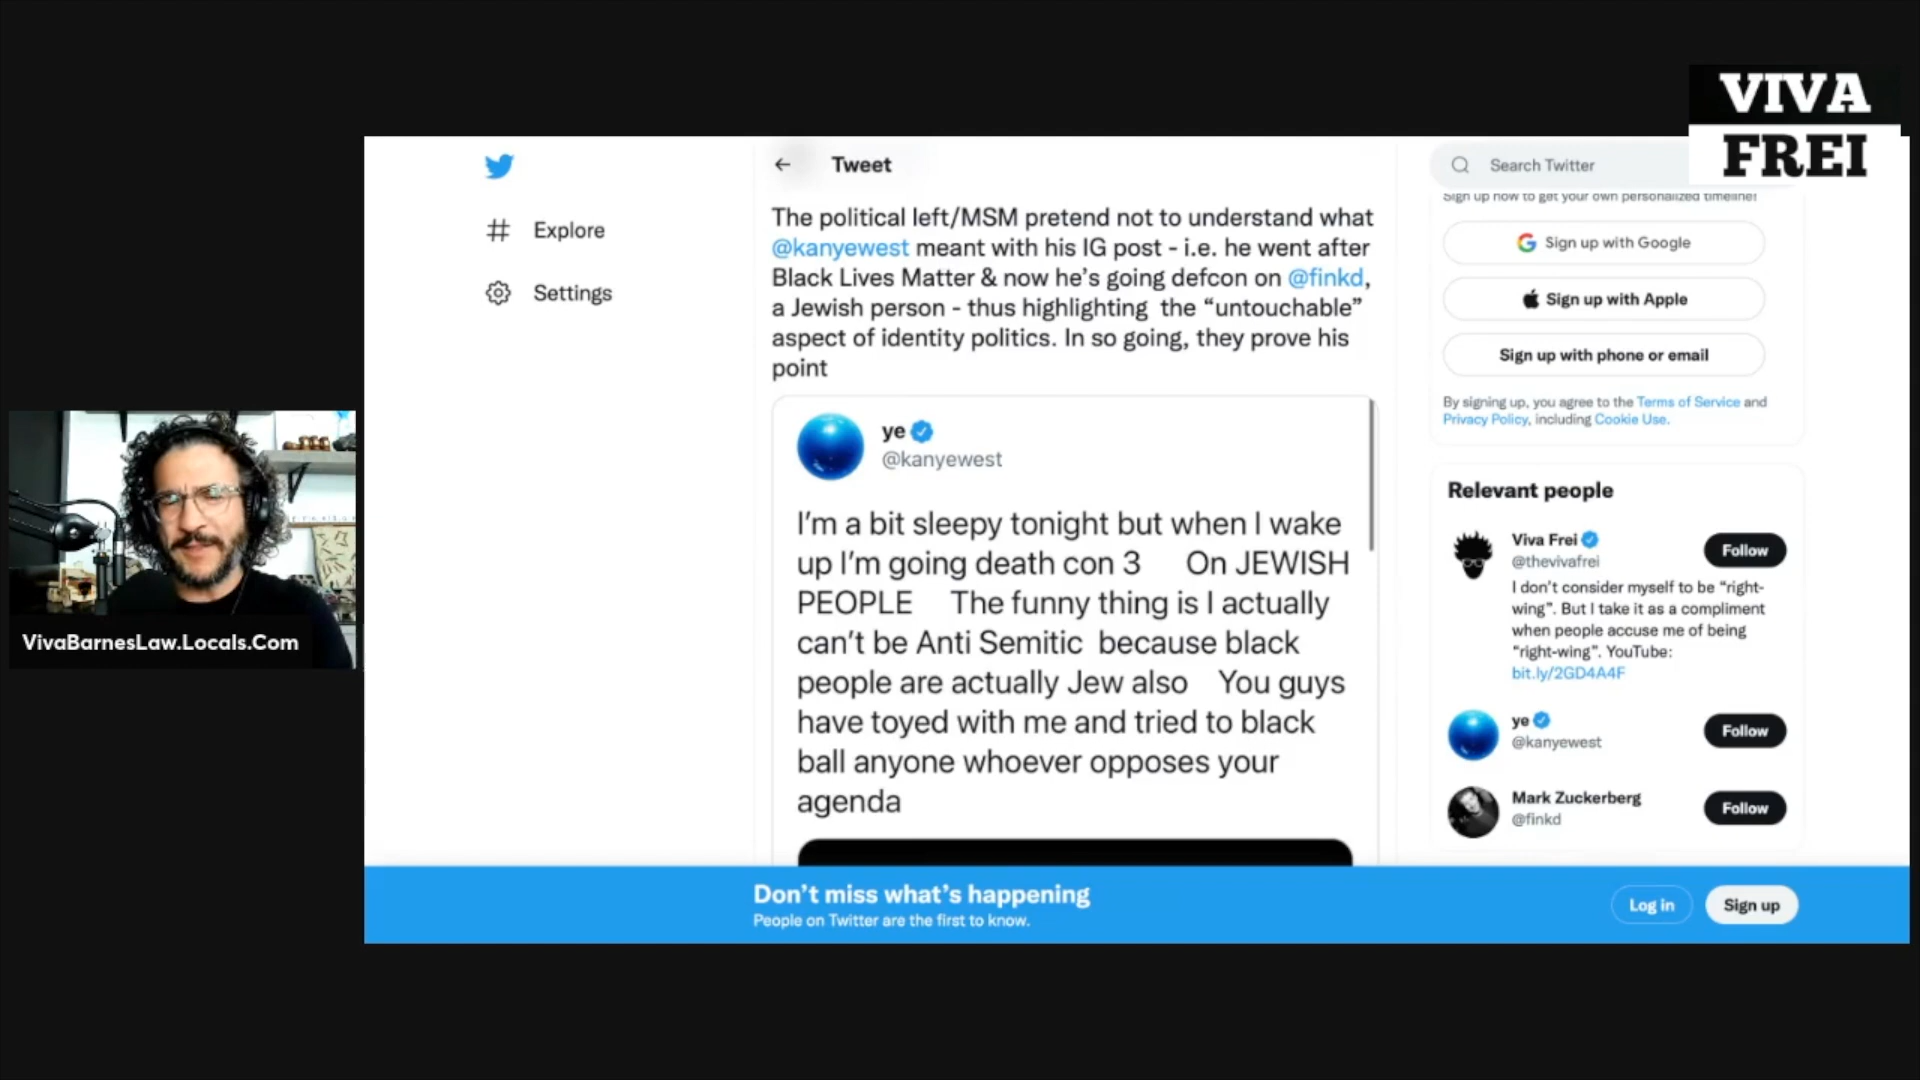 VIVA
FREI
Tweet
Search Twitter
Explore
Settings
The political left/MSM pretend not to understand what
@kanyewest meant with his IG post - i.e. he went after
Black Lives Matter & now he's going defcon on @finkd,
a Jewish person - thus highlighting the “untouchable”
aspect of identity politics. In so going, they prove his
point
ye
@kanyewest
I'm a bit sleepy tonight but when I wake
up I'm going death con 3 On JEWISH
PEOPLE The funny thing is I actually
can't be Anti Semitic because black
people are actually Jew also You guys
have toyed with me and tried to black
ball anyone whoever opposes your
agenda
Sign up now to get your own personalized timeline!
Sign up with Google
Sign up with Apple
Sign up with phone or email
By signing up, you agree to the Terms of Service and
Privacy Policy, including Cookie Use.
Relevant people
Viva Frei
@thevivafrei
Follow
I don't consider myself to be “right-
wing”. But I take it as a compliment
when people accuse me of being
“right-wing”. YouTube:
bit.ly/2GD4A4F
ye
@kanyewest
Follow
Mark Zuckerberg
@finkd
Follow
VivaBarnesLaw.Locals.Com
Don't miss what's happening
People on Twitter are the first to know.
Log in
Sign up